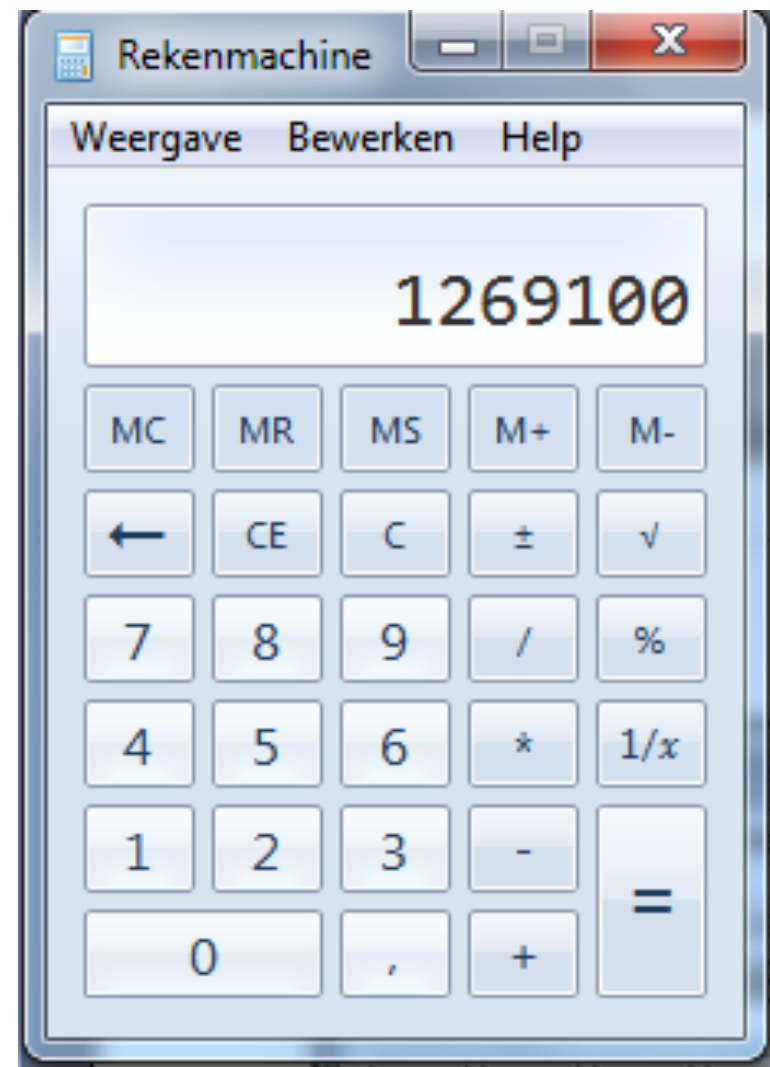 Rekenmachine
Weergave Bewerken Help
1269100
MC MR MS M+ M-
← CE C ± √
7 8 9 / %
4 5 6 * 1/x
1 2 3 - =
0 , +